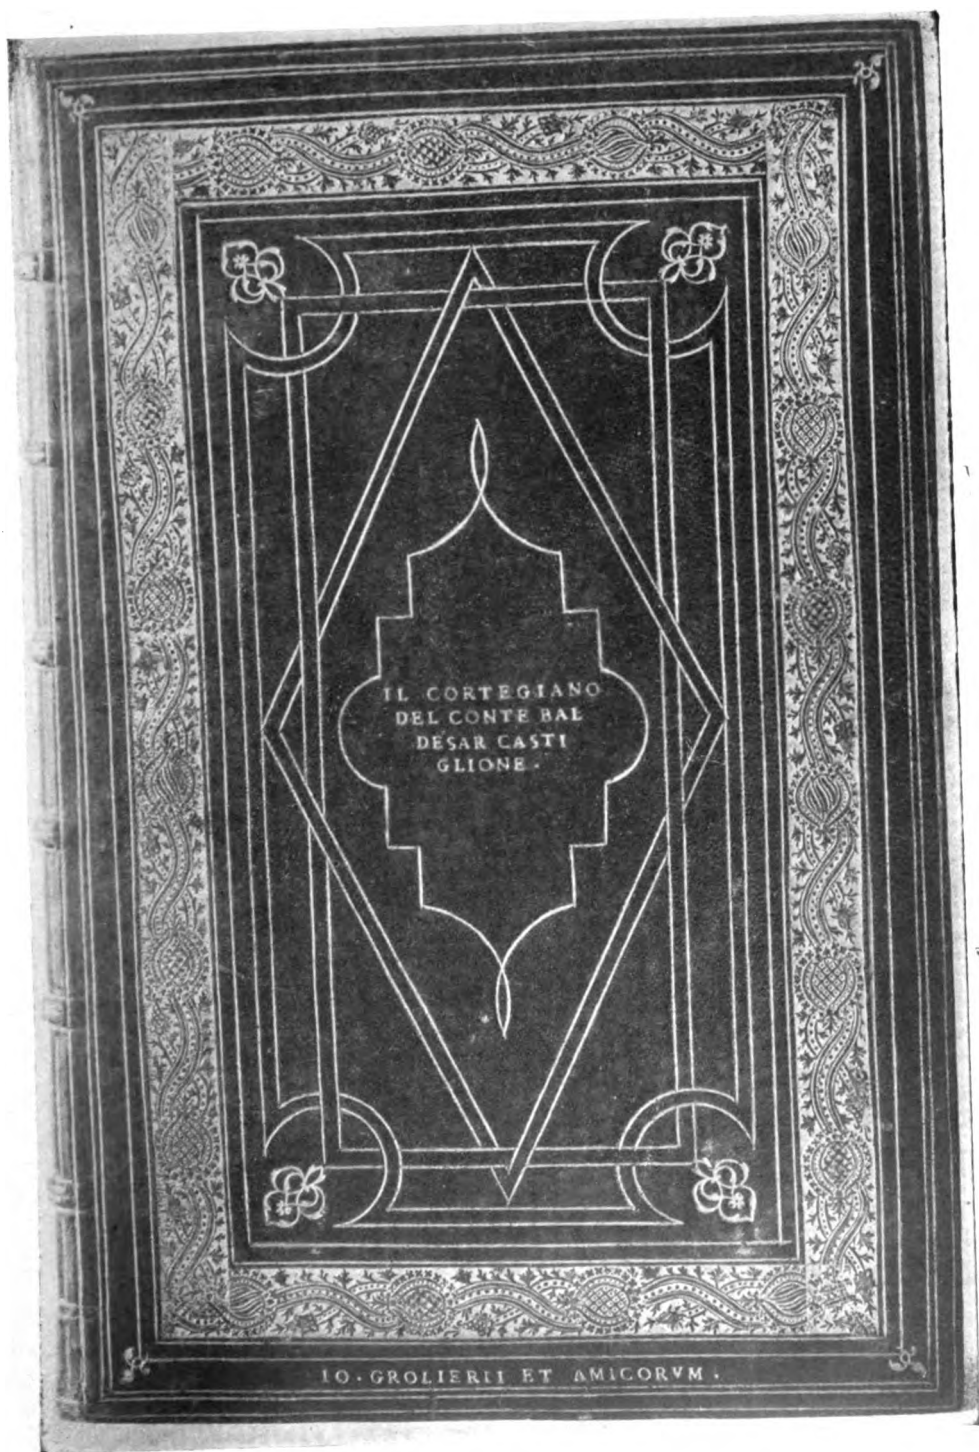 IL CORTEGIANO
DEL CONTE BAL
DESAR CASTI
GLIONE.
IO. GROLIERII ET AMICORVM.